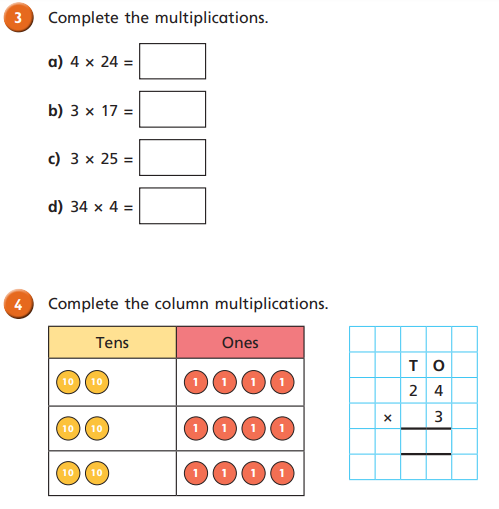 3 Complete the multiplications.
a) 4 × 24 =
b) 3 × 17 =
c) 3 × 25 =
d) 34 × 4 =
4 Complete the column multiplications.
Tens Ones
10 10 1 1 1 1
10 10 1 1 1 1
10 10 1 1 1 1
T O
2 4
× 3